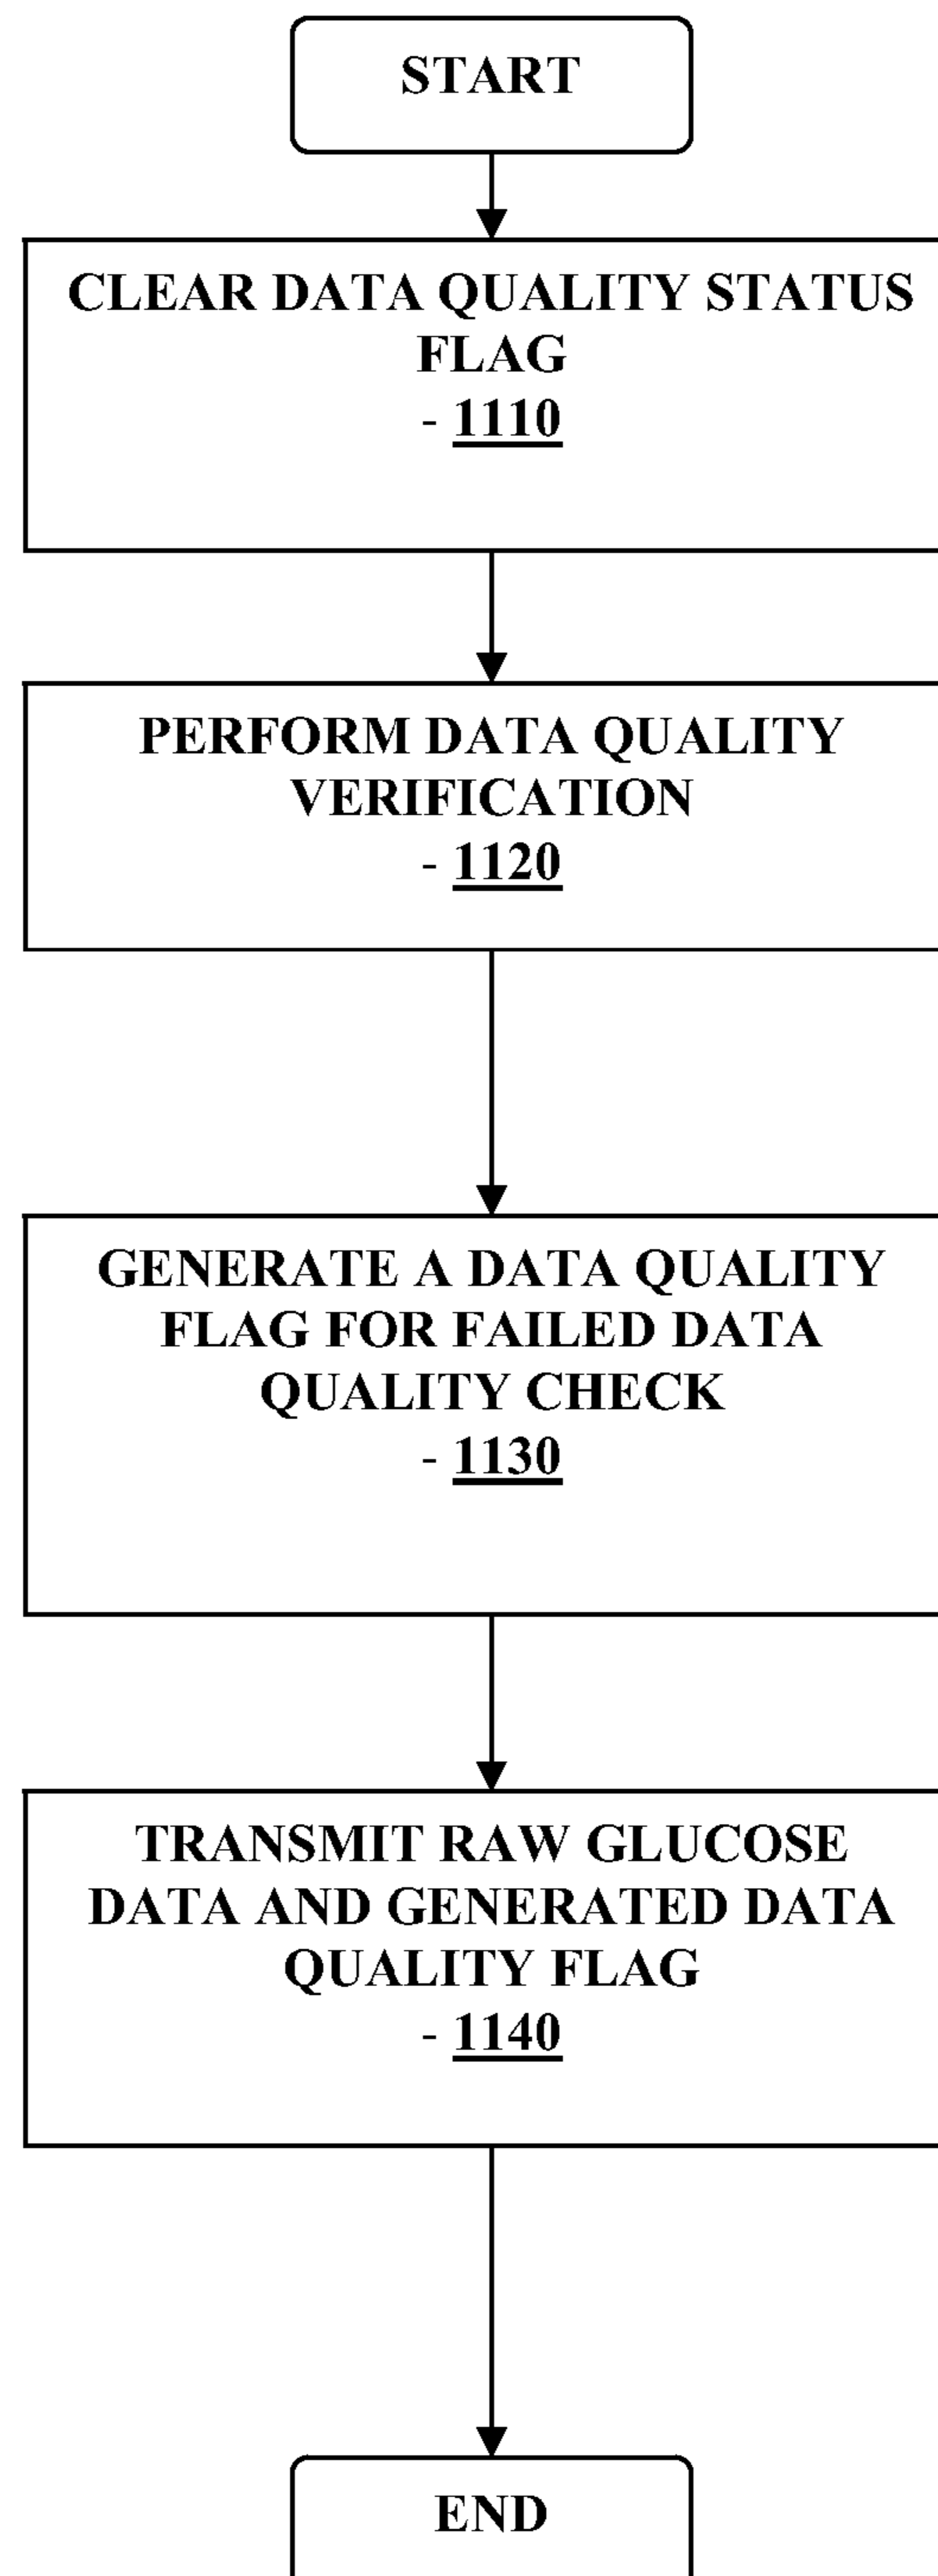 START
CLEAR DATA QUALITY STATUS
FLAG
- 1110
PERFORM DATA QUALITY
VERIFICATION
- 1120
GENERATE A DATA QUALITY
FLAG FOR FAILED DATA
QUALITY CHECK
- 1130
TRANSMIT RAW GLUCOSE
DATA AND GENERATED DATA
QUALITY FLAG
- 1140
END